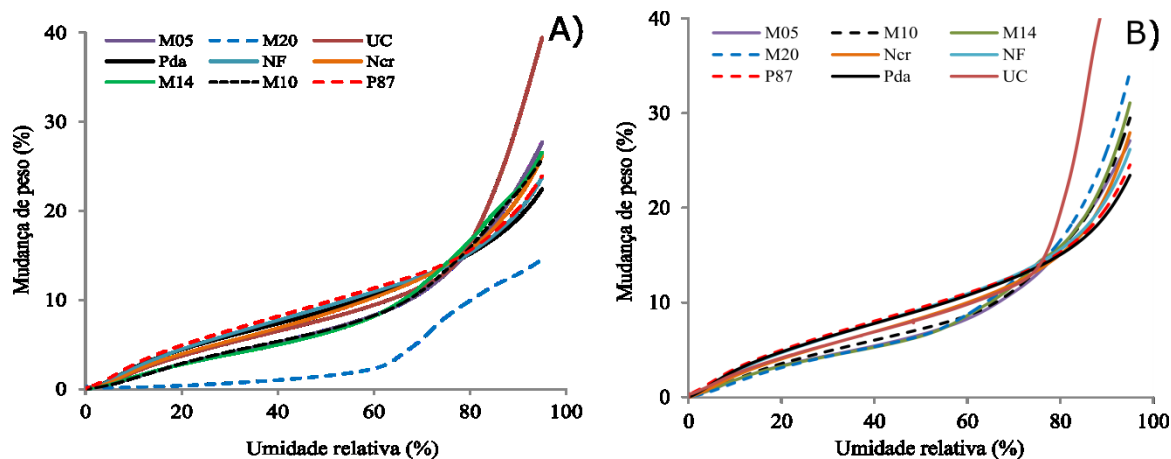 A)
M05 M20 UC
Pda NF Ncr
M14 M10 P87
Mudança de peso (%)
40
30
20
10
0
0 20 40 60 80 100
Umidade relativa (%)
B)
M05 M10 M14
M20 Ncr NF
P87 Pda UC
Mudança de peso (%)
40
30
20
10
0
0 20 40 60 80 100
Umidade relativa (%)